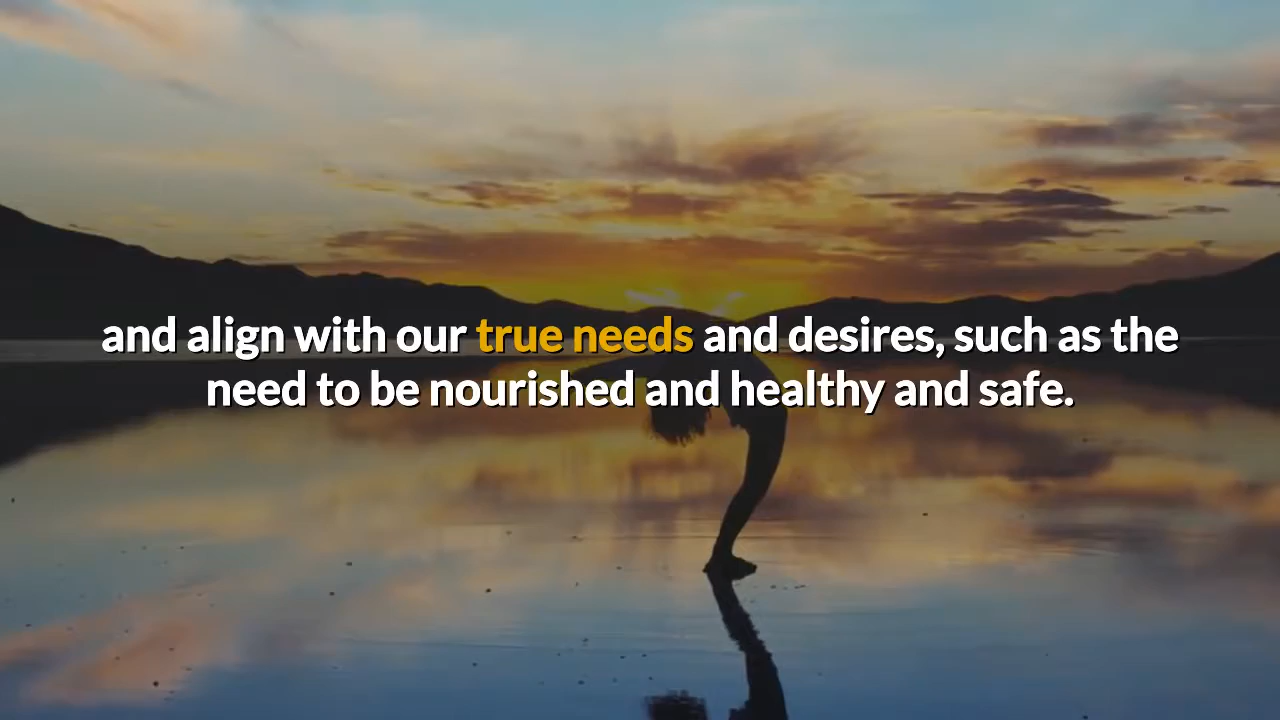 and align with our true needs and desires, such as the
need to be nourished and healthy and safe.